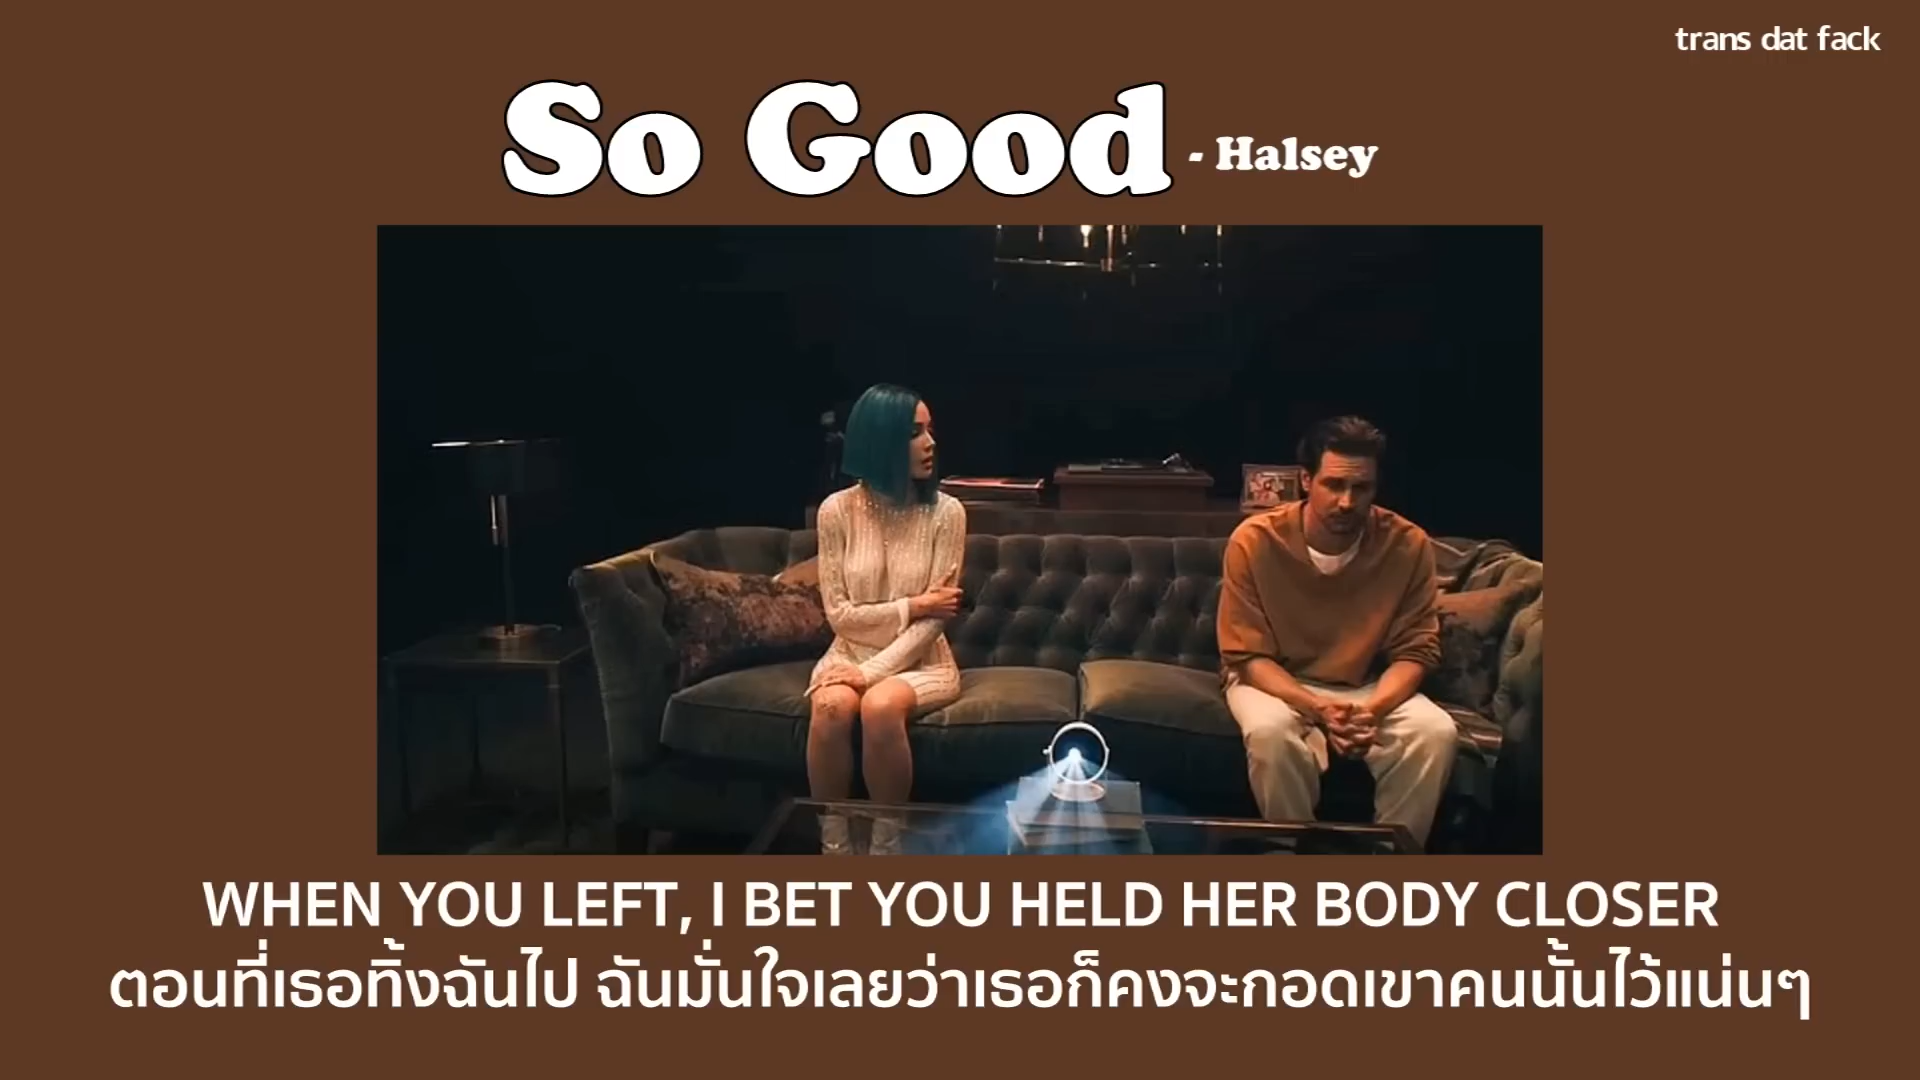 trans dat fack
So Good - Halsey
WHEN YOU LEFT, I BET YOU HELD HER BODY CLOSER
ตอนที่เธอทิ้งฉันไป ฉันมั่นใจเลยว่าเธอก็คงจะกอดเขาคนนั้นไว้แน่นๆ